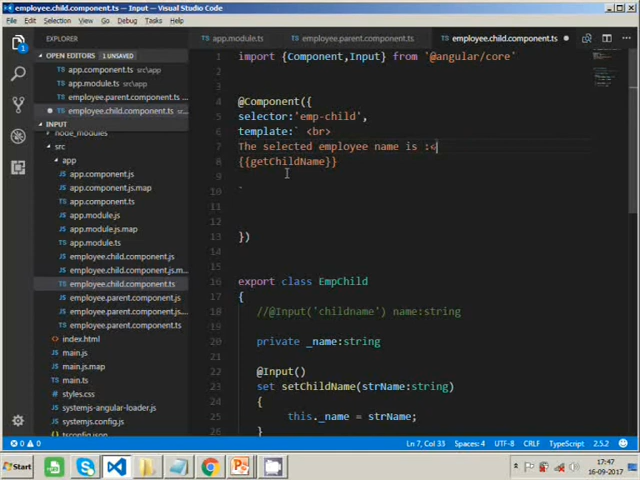 employee.child.component.ts - Input - Visual Studio Code
File Edit Selection View Go Debug Tasks Help
EXPLORER
OPEN EDITORS 1 UNSAVED
app.component.ts src\app
app.module.ts src\app
employee.parent.component.ts
employee.child.component.ts
INPUT
node_modules
src
app
app.component.js
app.component.js.map
app.component.ts
app.module.js
app.module.ts
employee.child.component.js
employee.child.component.js.m...
employee.child.component.ts
employee.parent.component.js
employee.parent.component.js.map
employee.parent.component.ts
index.html
main.js
main.js.map
main.ts
styles.css
systemjs-angular-loader.js
systemjs.config.js
tsconfig.json
app.module.ts employee.parent.component.ts employee.child.component.ts
1 import {Component,Input} from '@angular/core'
2
3
4 @Component({
5 selector:'emp-child',
6 template:` <br>
7 The selected employee name is :<
8 {{getChildName}}
9
10 `
11
12
13 })
14
15
16 export class EmpChild
17 {
18 //@Input('childname') name:string
19
20 private _name:string
21
22 @Input()
23 set setChildName(strName:string)
24 {
25 this._name = strName;
26 }
0 0 Ln 7, Col 33 Spaces: 4 UTF-8 CRLF TypeScript 2.5.2
Start 17:47
16-09-2017